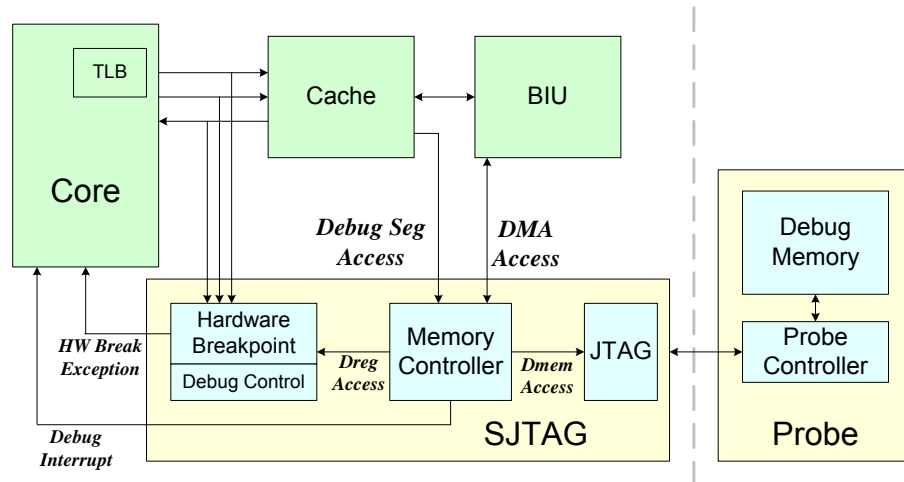 TLB
Core
Cache
BIU
Debug Seg
Access
DMA
Access
Debug
Memory
Hardware
Breakpoint
Debug Control
HW Break
Exception
Dreg
Access
Memory
Controller
Dmem
Access
JTAG
Probe
Controller
Debug
Interrupt
SJTAG
Probe